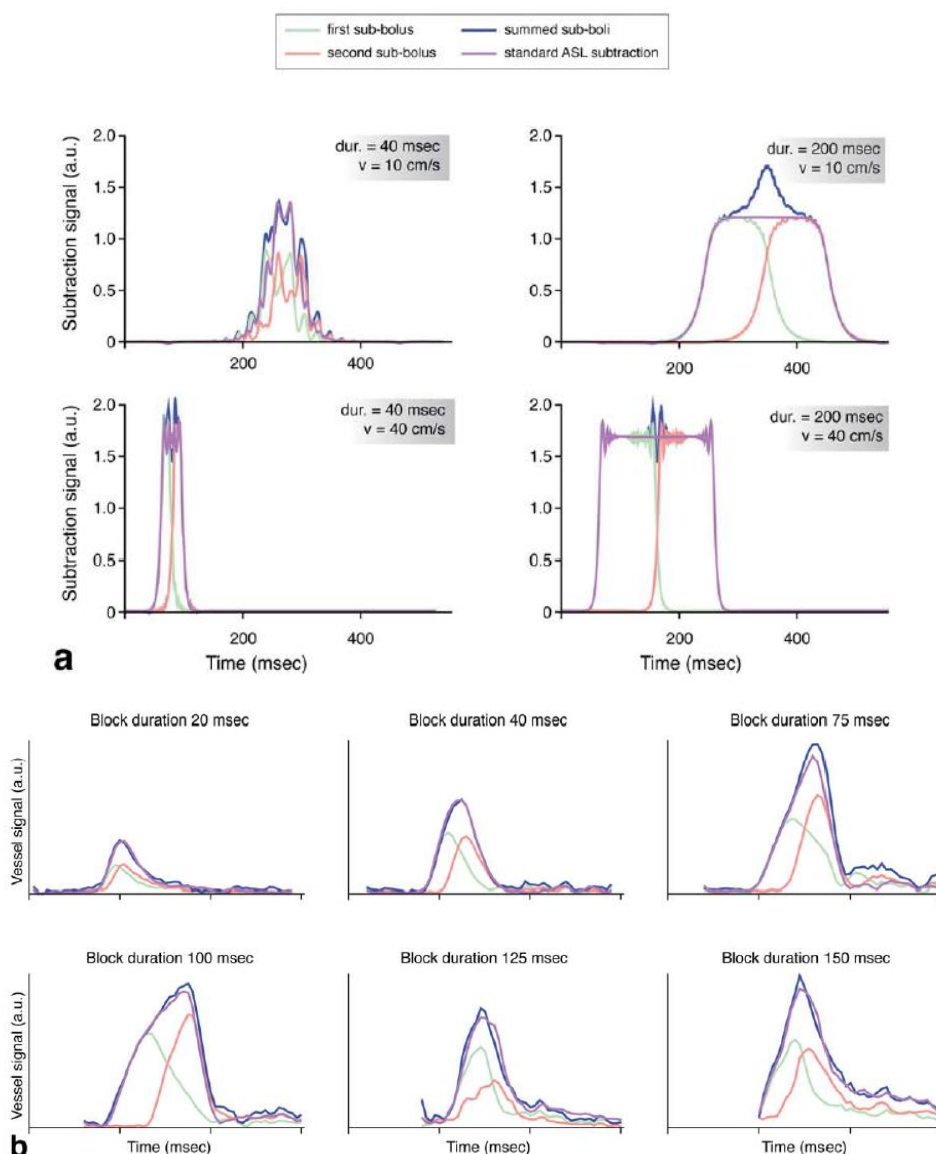 first sub-bolus
summed sub-boli
second sub-bolus
standard ASL subtraction
Subtraction signal (a.u.)
2.0
1.5
1.0
0.5
0
200
400
dur. = 40 msec
v = 10 cm/s
2.0
1.5
1.0
0.5
0
200
400
dur. = 200 msec
v = 10 cm/s
Subtraction signal (a.u.)
2.0
1.5
1.0
0.5
0
200
400
dur. = 40 msec
v = 40 cm/s
Time (msec)
2.0
1.5
1.0
0.5
0
200
400
dur. = 200 msec
v = 40 cm/s
Time (msec)
a
Block duration 20 msec
Block duration 40 msec
Block duration 75 msec
Vessel signal (a.u.)
Block duration 100 msec
Block duration 125 msec
Block duration 150 msec
Vessel signal (a.u.)
Time (msec)
Time (msec)
Time (msec)
b